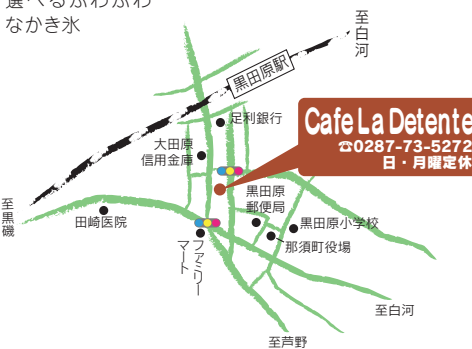 選べるふわふわ
なかき氷
至白河
黒田原駅
足利銀行
Cafe La Detente
☎0287-73-5272
日・月曜定休
大田原
信用金庫
黒田原
郵便局
至黒磯
田崎医院
黒田原小学校
那須町役場
ファミリーマート
至白河
至芦野